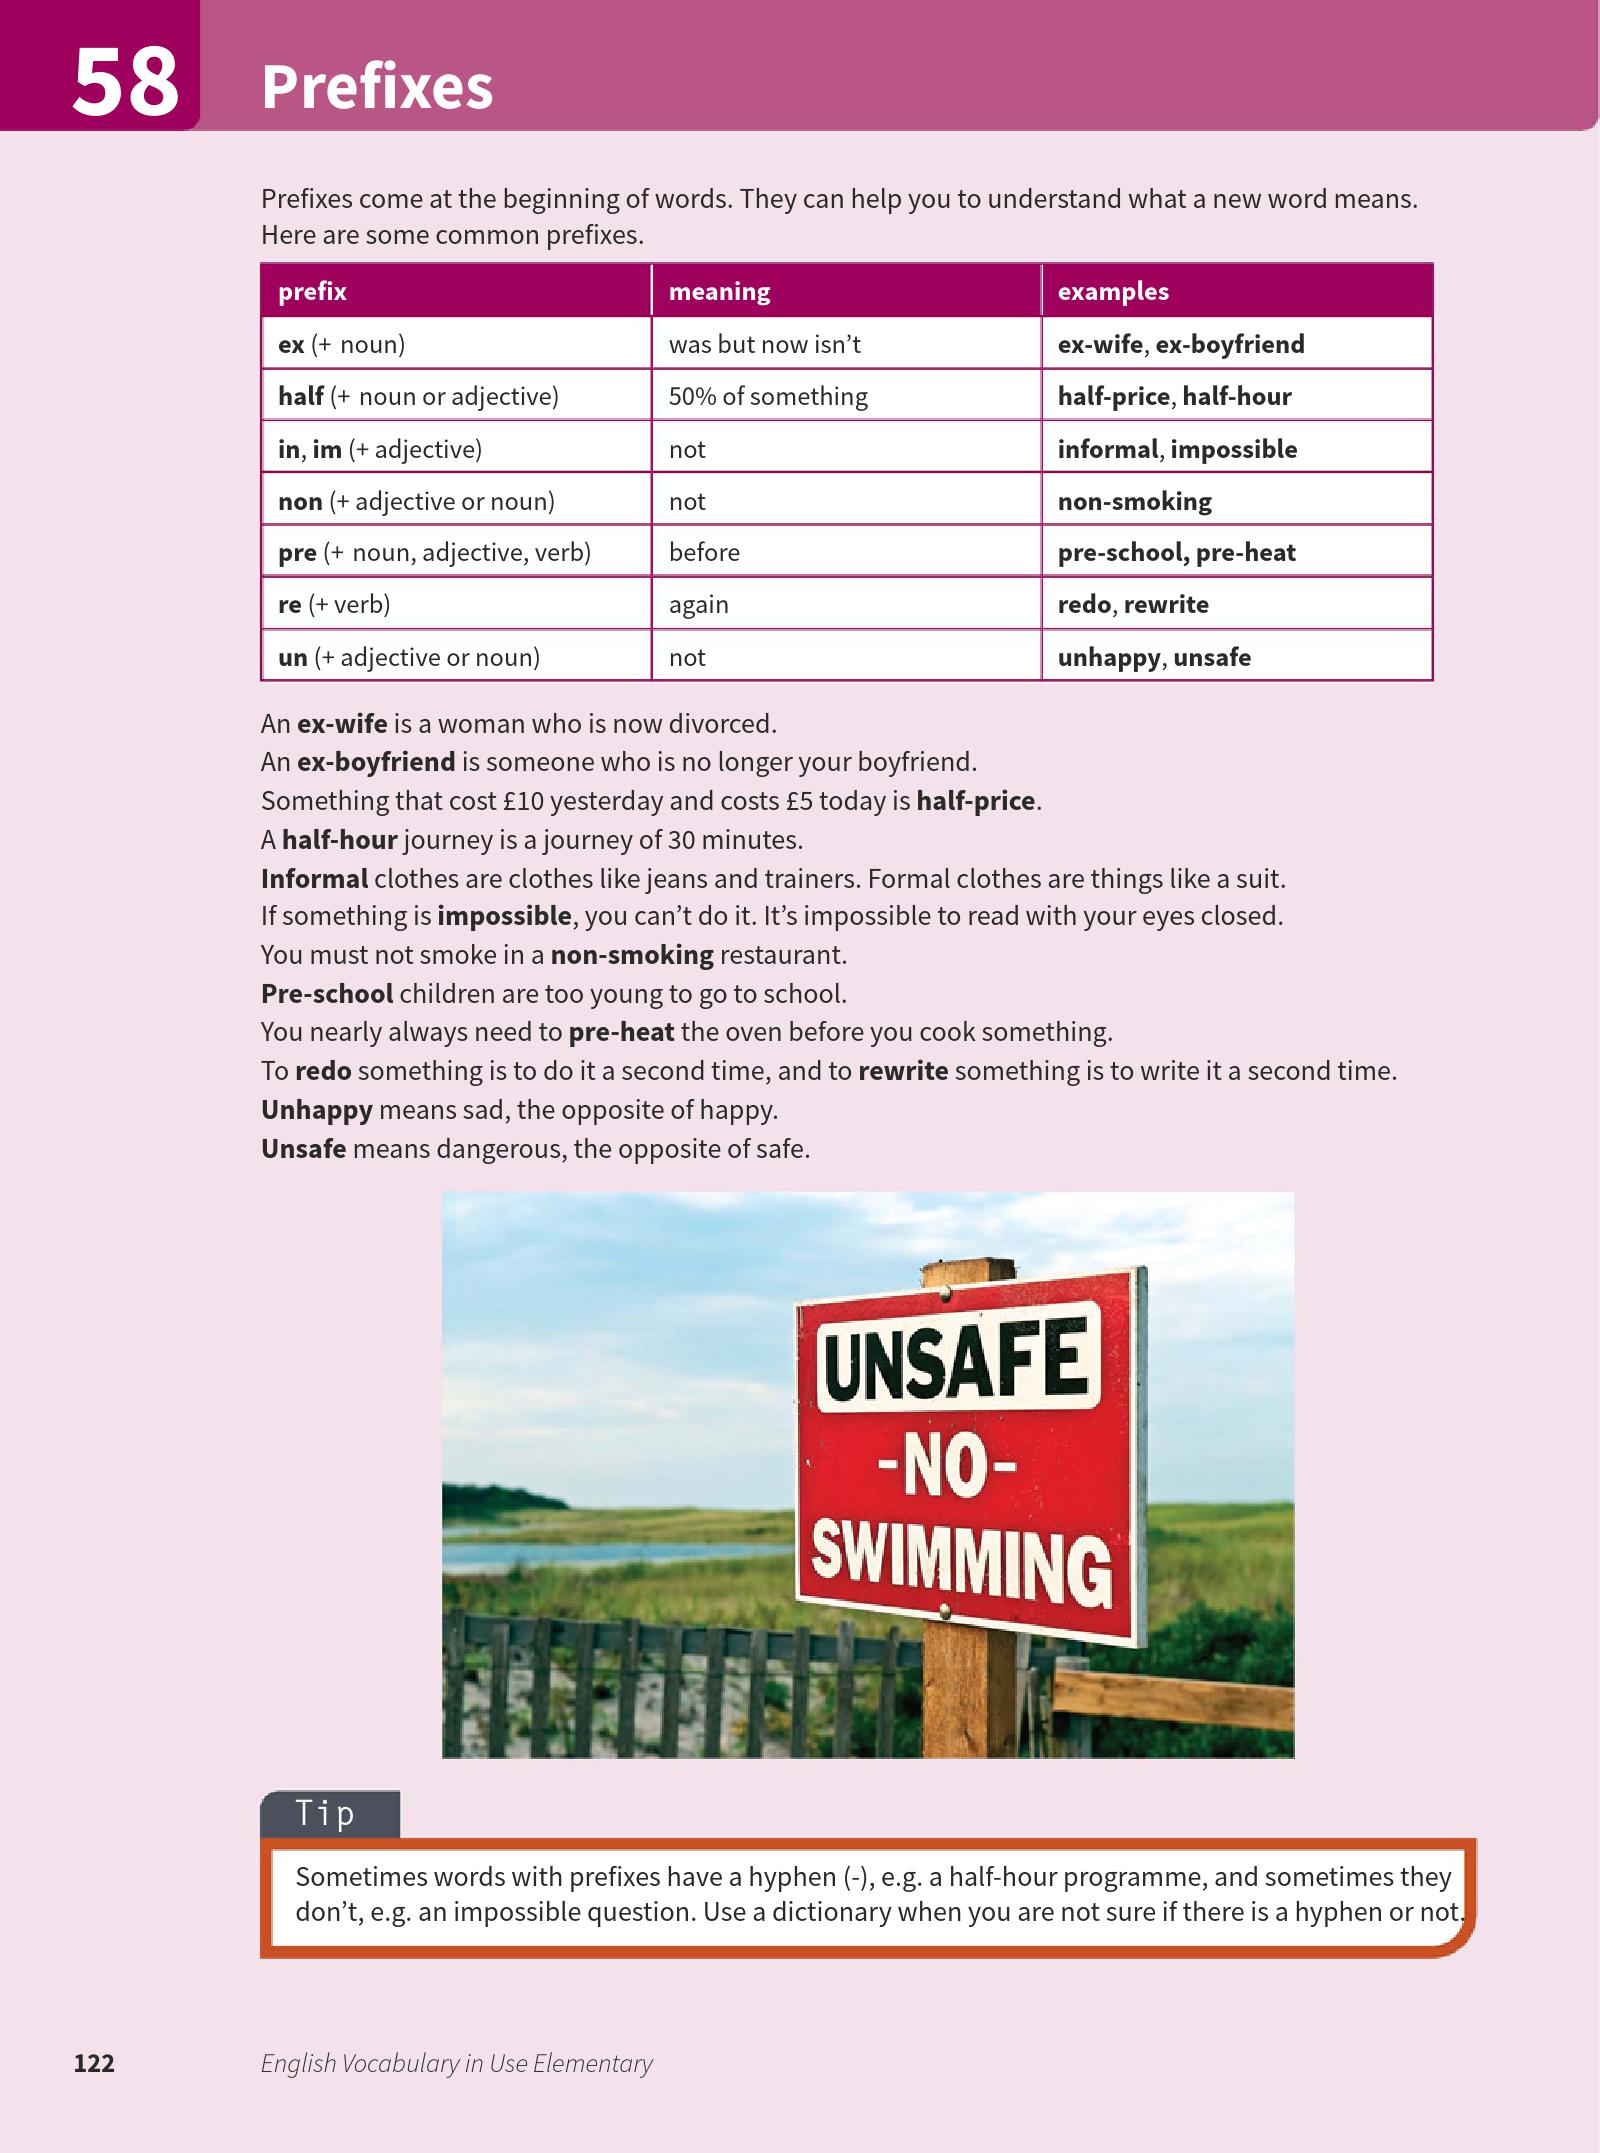 58
Prefixes
Prefixes come at the beginning of words. They can help you to understand what a new word means.
Here are some common prefixes.
prefix meaning examples
ex (+ noun) was but now isn’t ex-wife, ex-boyfriend
half (+ noun or adjective) 50% of something half-price, half-hour
in, im (+ adjective) not informal, impossible
non (+ adjective or noun) not non-smoking
pre (+ noun, adjective, verb) before pre-school, pre-heat
re (+ verb) again redo, rewrite
un (+ adjective or noun) not unhappy, unsafe
An ex-wife is a woman who is now divorced.
An ex-boyfriend is someone who is no longer your boyfriend.
Something that cost £10 yesterday and costs £5 today is half-price.
A half-hour journey is a journey of 30 minutes.
Informal clothes are clothes like jeans and trainers. Formal clothes are things like a suit.
If something is impossible, you can’t do it. It’s impossible to read with your eyes closed.
You must not smoke in a non-smoking restaurant.
Pre-school children are too young to go to school.
You nearly always need to pre-heat the oven before you cook something.
To redo something is to do it a second time, and to rewrite something is to write it a second time.
Unhappy means sad, the opposite of happy.
Unsafe means dangerous, the opposite of safe.
UNSAFE
-NO-
SWIMMING
Tip
Sometimes words with prefixes have a hyphen (-), e.g. a half-hour programme, and sometimes they
don’t, e.g. an impossible question. Use a dictionary when you are not sure if there is a hyphen or not.
122
English Vocabulary in Use Elementary